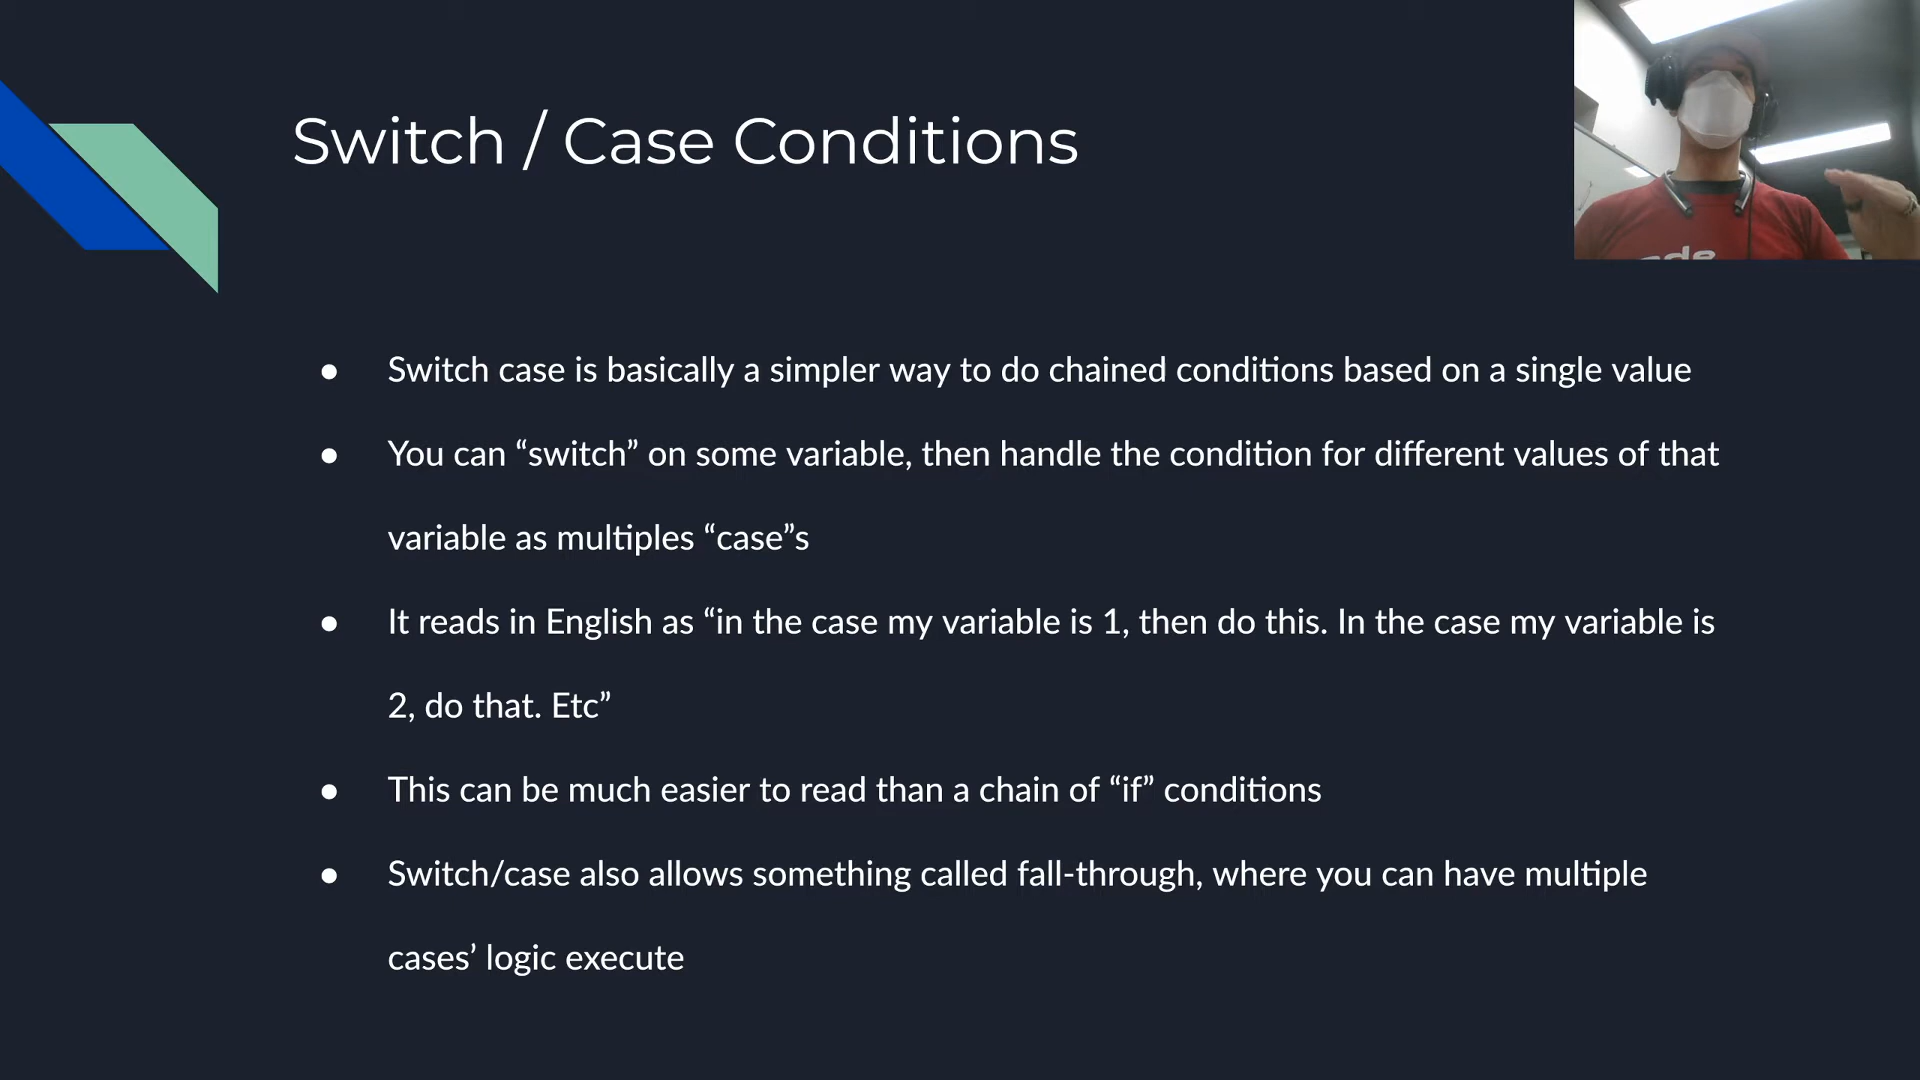 Switch / Case Conditions
● Switch case is basically a simpler way to do chained conditions based on a single value
● You can “switch” on some variable, then handle the condition for different values of that
variable as multiples “case”s
● It reads in English as “in the case my variable is 1, then do this. In the case my variable is
2, do that. Etc”
● This can be much easier to read than a chain of “if” conditions
● Switch/case also allows something called fall-through, where you can have multiple
cases’ logic execute